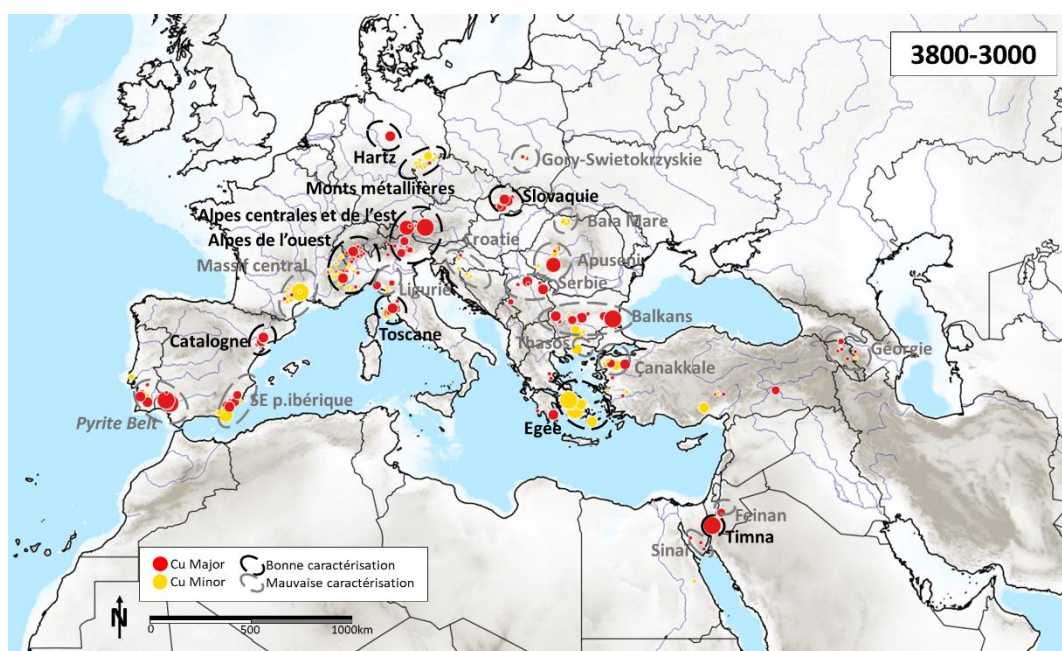 3800-3000
Hartz
Gory-Swietokrzyskie
Monts métallifères
Slovaquie
Alpes centrales et de l'est
Baia Mare
Alpes de l'ouest
Croatie
Massif central
Apuseni
Ligurie
Serbie
Toscane
Balkans
Catalogne
Thasos
Géorgie
Canakkale
SE p.ibérique
Pyrite Belt
Egée
Feinan
Timna
Sinaï
Cu Major
Bonne caractérisation
Cu Minor
Mauvaise caractérisation
N
0 500 1000km